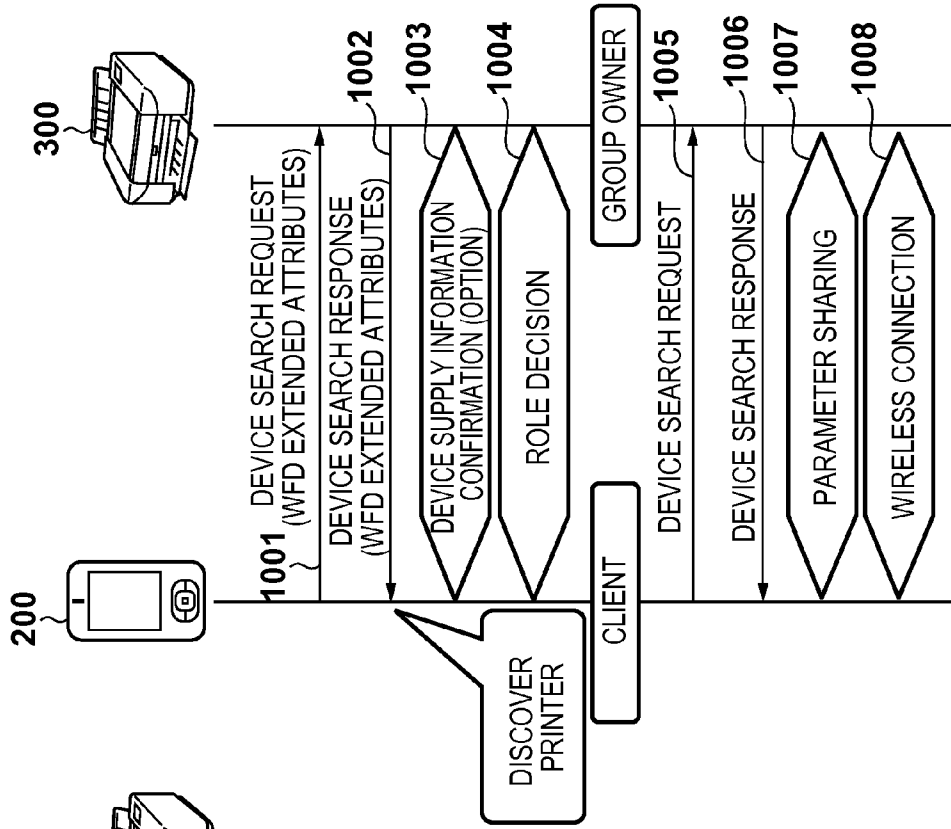 200
300
DEVICE SEARCH REQUEST
(WFD EXTENDED ATTRIBUTES)
1001
DEVICE SEARCH RESPONSE
(WFD EXTENDED ATTRIBUTES)
1002
DISCOVER
PRINTER
DEVICE SUPPLY INFORMATION
CONFIRMATION (OPTION)
1003
ROLE DECISION
1004
CLIENT
GROUP OWNER
DEVICE SEARCH REQUEST
1005
DEVICE SEARCH RESPONSE
1006
PARAMETER SHARING
1007
WIRELESS CONNECTION
1008